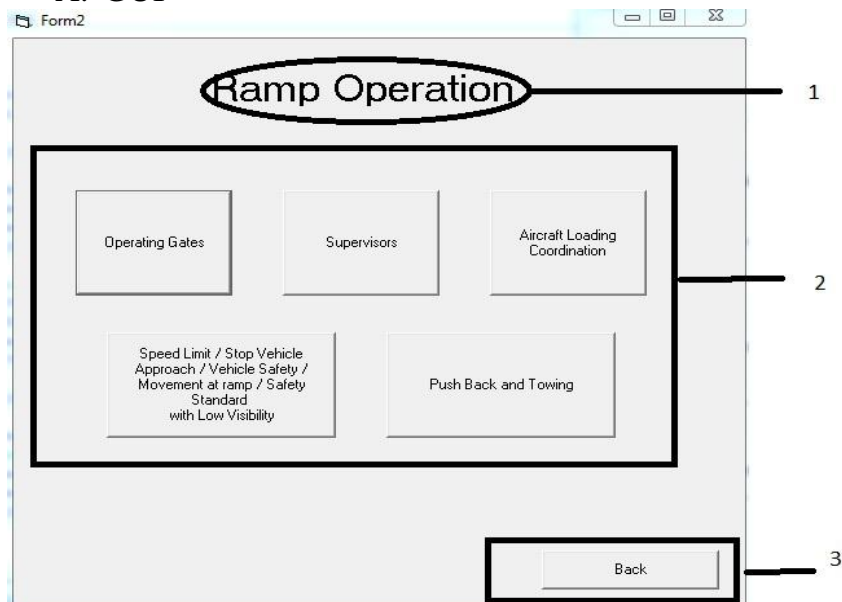 Form2
Ramp Operation
1
Operating Gates
Supervisors
Aircraft Loading
Coordination
2
Speed Limit / Stop Vehicle
Approach / Vehicle Safety /
Movement at ramp / Safety
Standard
with Low Visibility
Push Back and Towing
Back
3